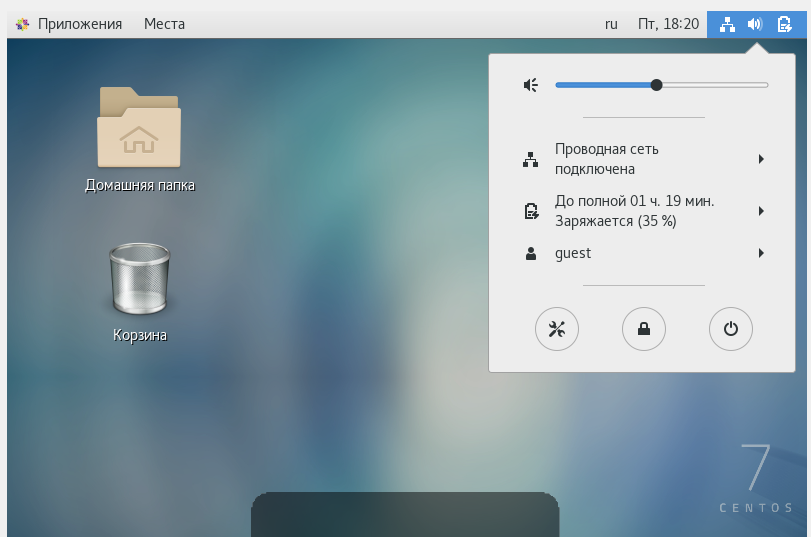 Приложения Места ru Пт, 18:20
Домашняя папка
Корзина
Проводная сеть
подключена
До полной 01 ч. 19 мин.
Заряжается (35 %)
guest
7
CENTOS